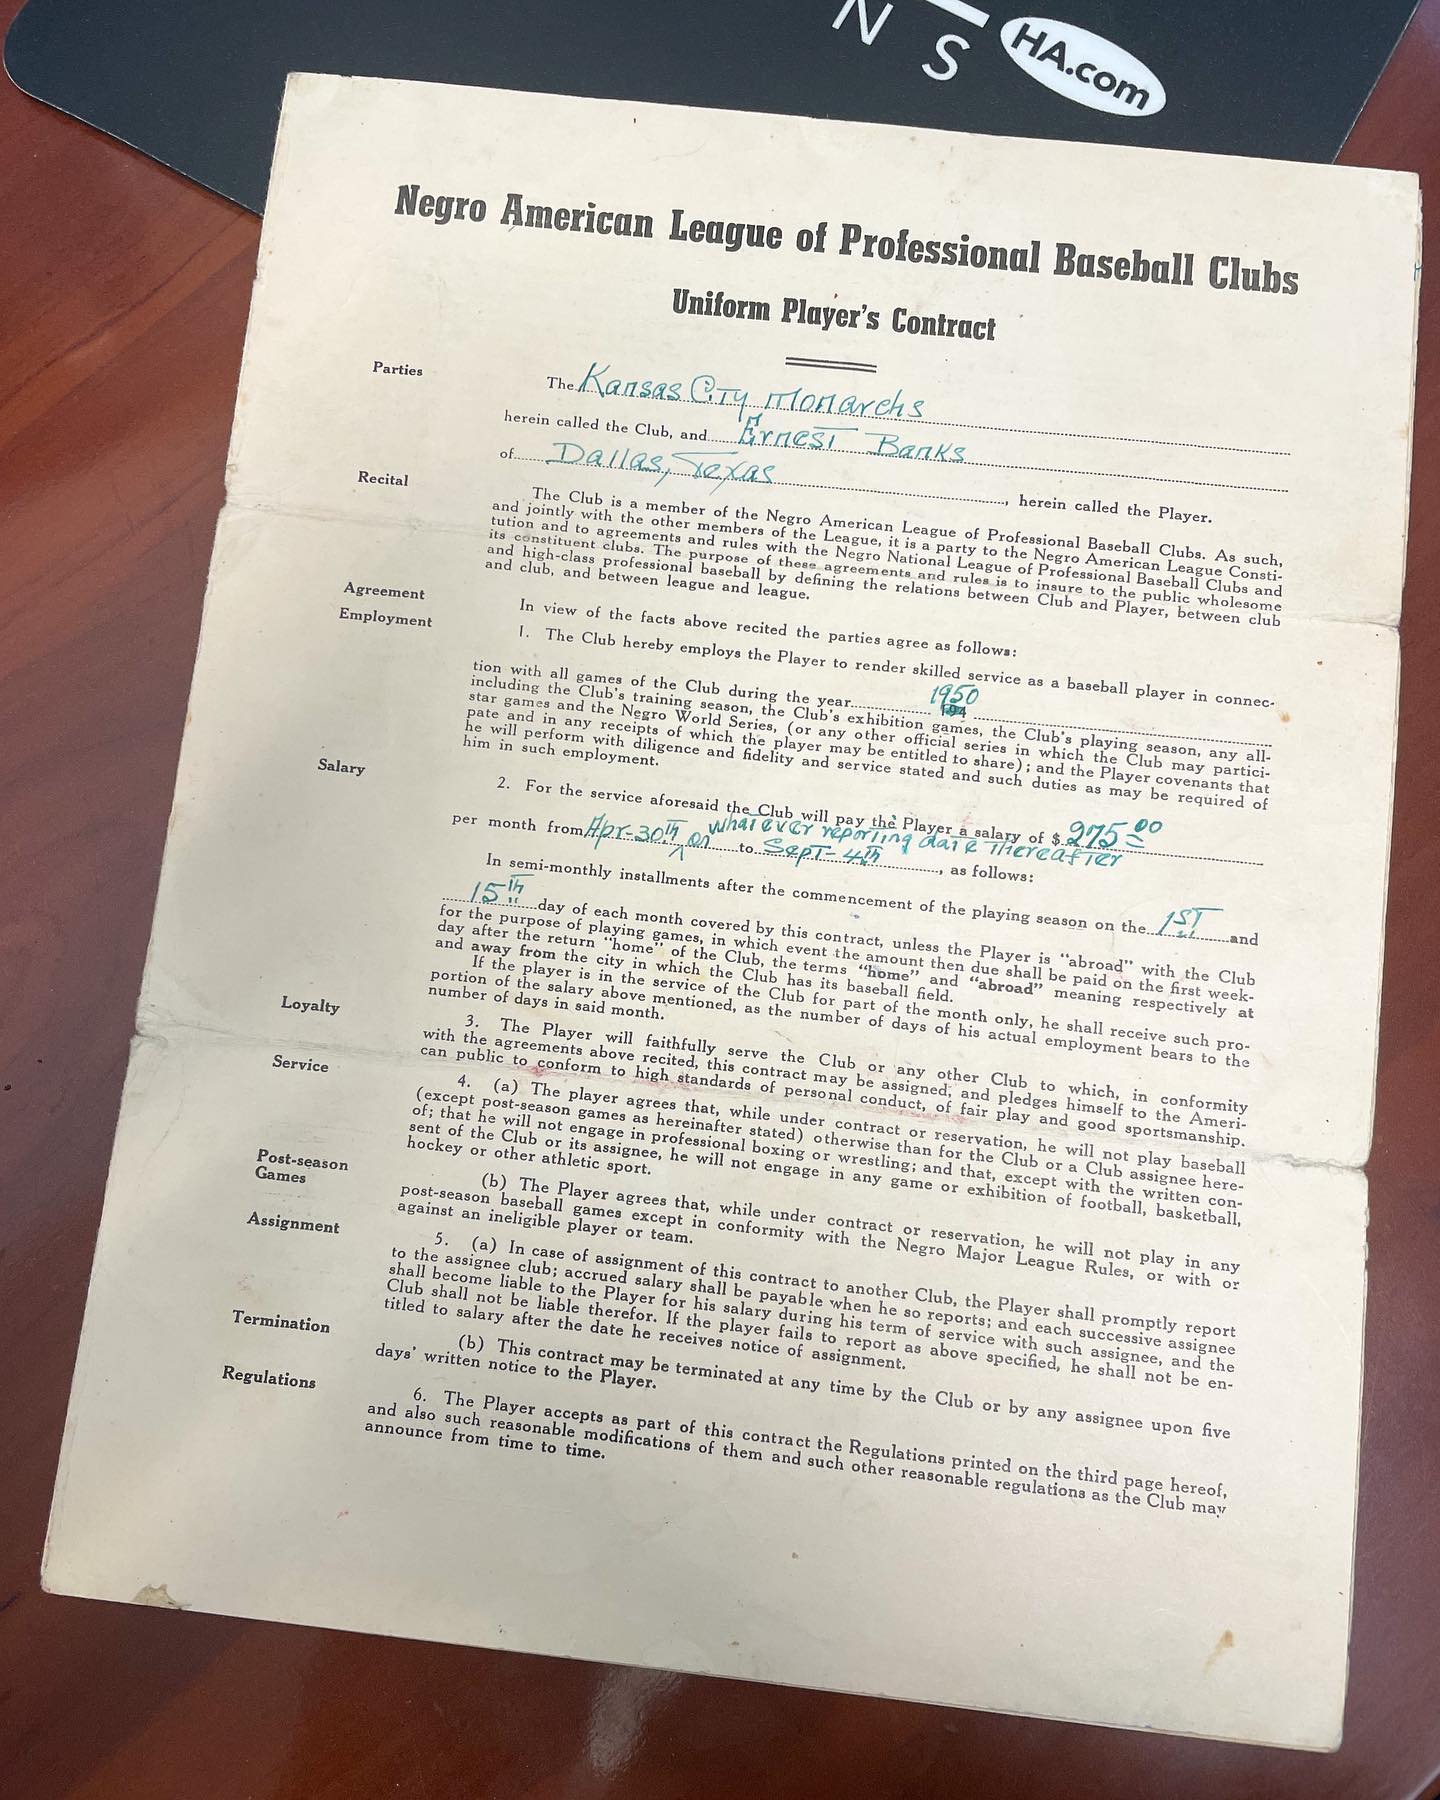 N S HA.com
Negro American League of Professional Baseball Clubs
Uniform Player's Contract
Parties
The Kansas City Monarchs
herein called the Club, and Ernest Banks
of Dallas, Texas, herein called the Player.
Recital
The Club is a member of the Negro American League of Professional Baseball Clubs. As such,
and jointly with the other members of the League, it is a party to the Negro American League Consti-
tution and to agreements and rules with the Negro National League of Professional Baseball Clubs and
its constituent clubs. The purpose of these agreements and rules is to insure to the public wholesome
and high-class professional baseball by defining the relations between Club and Player, between club
and club, and between league and league.
Agreement
In view of the facts above recited the parties agree as follows:
Employment
1. The Club hereby employs the Player to render skilled service as a baseball player in connec-
tion with all games of the Club during the year 1950 194
including the Club's training season, the Club's exhibition games, the Club's playing season, any all-
star games and the Negro World Series, (or any other official series in which the Club may partici-
pate and in any receipts of which the player may be entitled to share); and the Player covenants that
he will perform with diligence and fidelity and service stated and such duties as may be required of
him in such employment.
Salary
2. For the service aforesaid the Club will pay the Player a salary of $ 275 00
whatever reporting date thereafter
per month from Apr-30th or to Sept-4th, as follows:
In semi-monthly installments after the commencement of the playing season on the 1ST and
15th day of each month covered by this contract, unless the Player is "abroad" with the Club
for the purpose of playing games, in which event the amount then due shall be paid on the first week-
day after the return "home" of the Club, the terms "home" and "abroad" meaning respectively at
and away from the city in which the Club has its baseball field.
If the player is in the service of the Club for part of the month only, he shall receive such pro-
portion of the salary above mentioned, as the number of days of his actual employment bears to the
number of days in said month.
Loyalty
3. The Player will faithfully serve the Club or any other Club to which, in conformity
with the agreements above recited, this contract may be assigned, and pledges himself to the Ameri-
can public to conform to high standards of personal conduct, of fair play and good sportsmanship.
Service
4. (a) The player agrees that, while under contract or reservation, he will not play baseball
(except post-season games as hereinafter stated) otherwise than for the Club or a Club assignee here-
of; that he will not engage in professional boxing or wrestling; and that, except with the written con-
sent of the Club or its assignee, he will not engage in any game or exhibition of football, basketball,
hockey or other athletic sport.
Post-season
Games
(b) The Player agrees that, while under contract or reservation, he will not play in any
post-season baseball games except in conformity with the Negro Major League Rules, or with or
against an ineligible player or team.
Assignment
5. (a) In case of assignment of this contract to another Club, the Player shall promptly report
to the assignee club; accrued salary shall be payable when he so reports; and each successive assignee
shall become liable to the Player for his salary during his term of service with such assignee, and the
Club shall not be liable therefor. If the player fails to report as above specified, he shall not be en-
titled to salary after the date he receives notice of assignment.
Termination
(b) This contract may be terminated at any time by the Club or by any assignee upon five
days' written notice to the Player.
Regulations
6. The Player accepts as part of this contract the Regulations printed on the third page hereof,
and also such reasonable modifications of them and such other reasonable regulations as the Club may
announce from time to time.